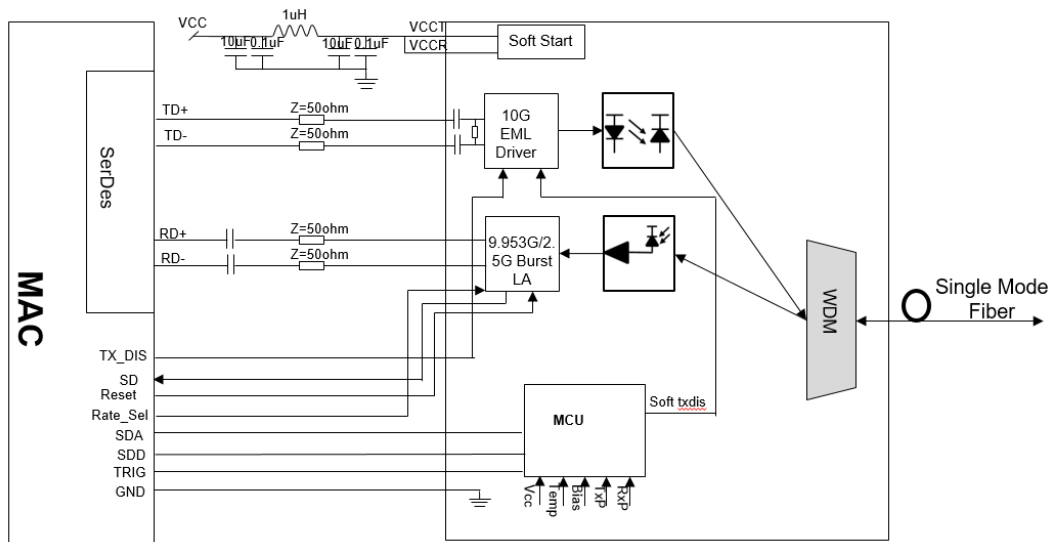 VCC
1uH
10uF
0.1uF
10uF
0.1uF
VCCT
VCCR
Soft Start
MAC
SerDes
TD+
Z=50ohm
TD-
Z=50ohm
10G
EML
Driver
RD+
Z=50ohm
RD-
Z=50ohm
9.953G/2.
5G Burst
LA
WDM
Single Mode
Fiber
TX_DIS
SD
Reset
Rate_Sel
SDA
SDD
TRIG
GND
MCU
Soft txdis
Vcc
Temp
Bias
TxP
RxP